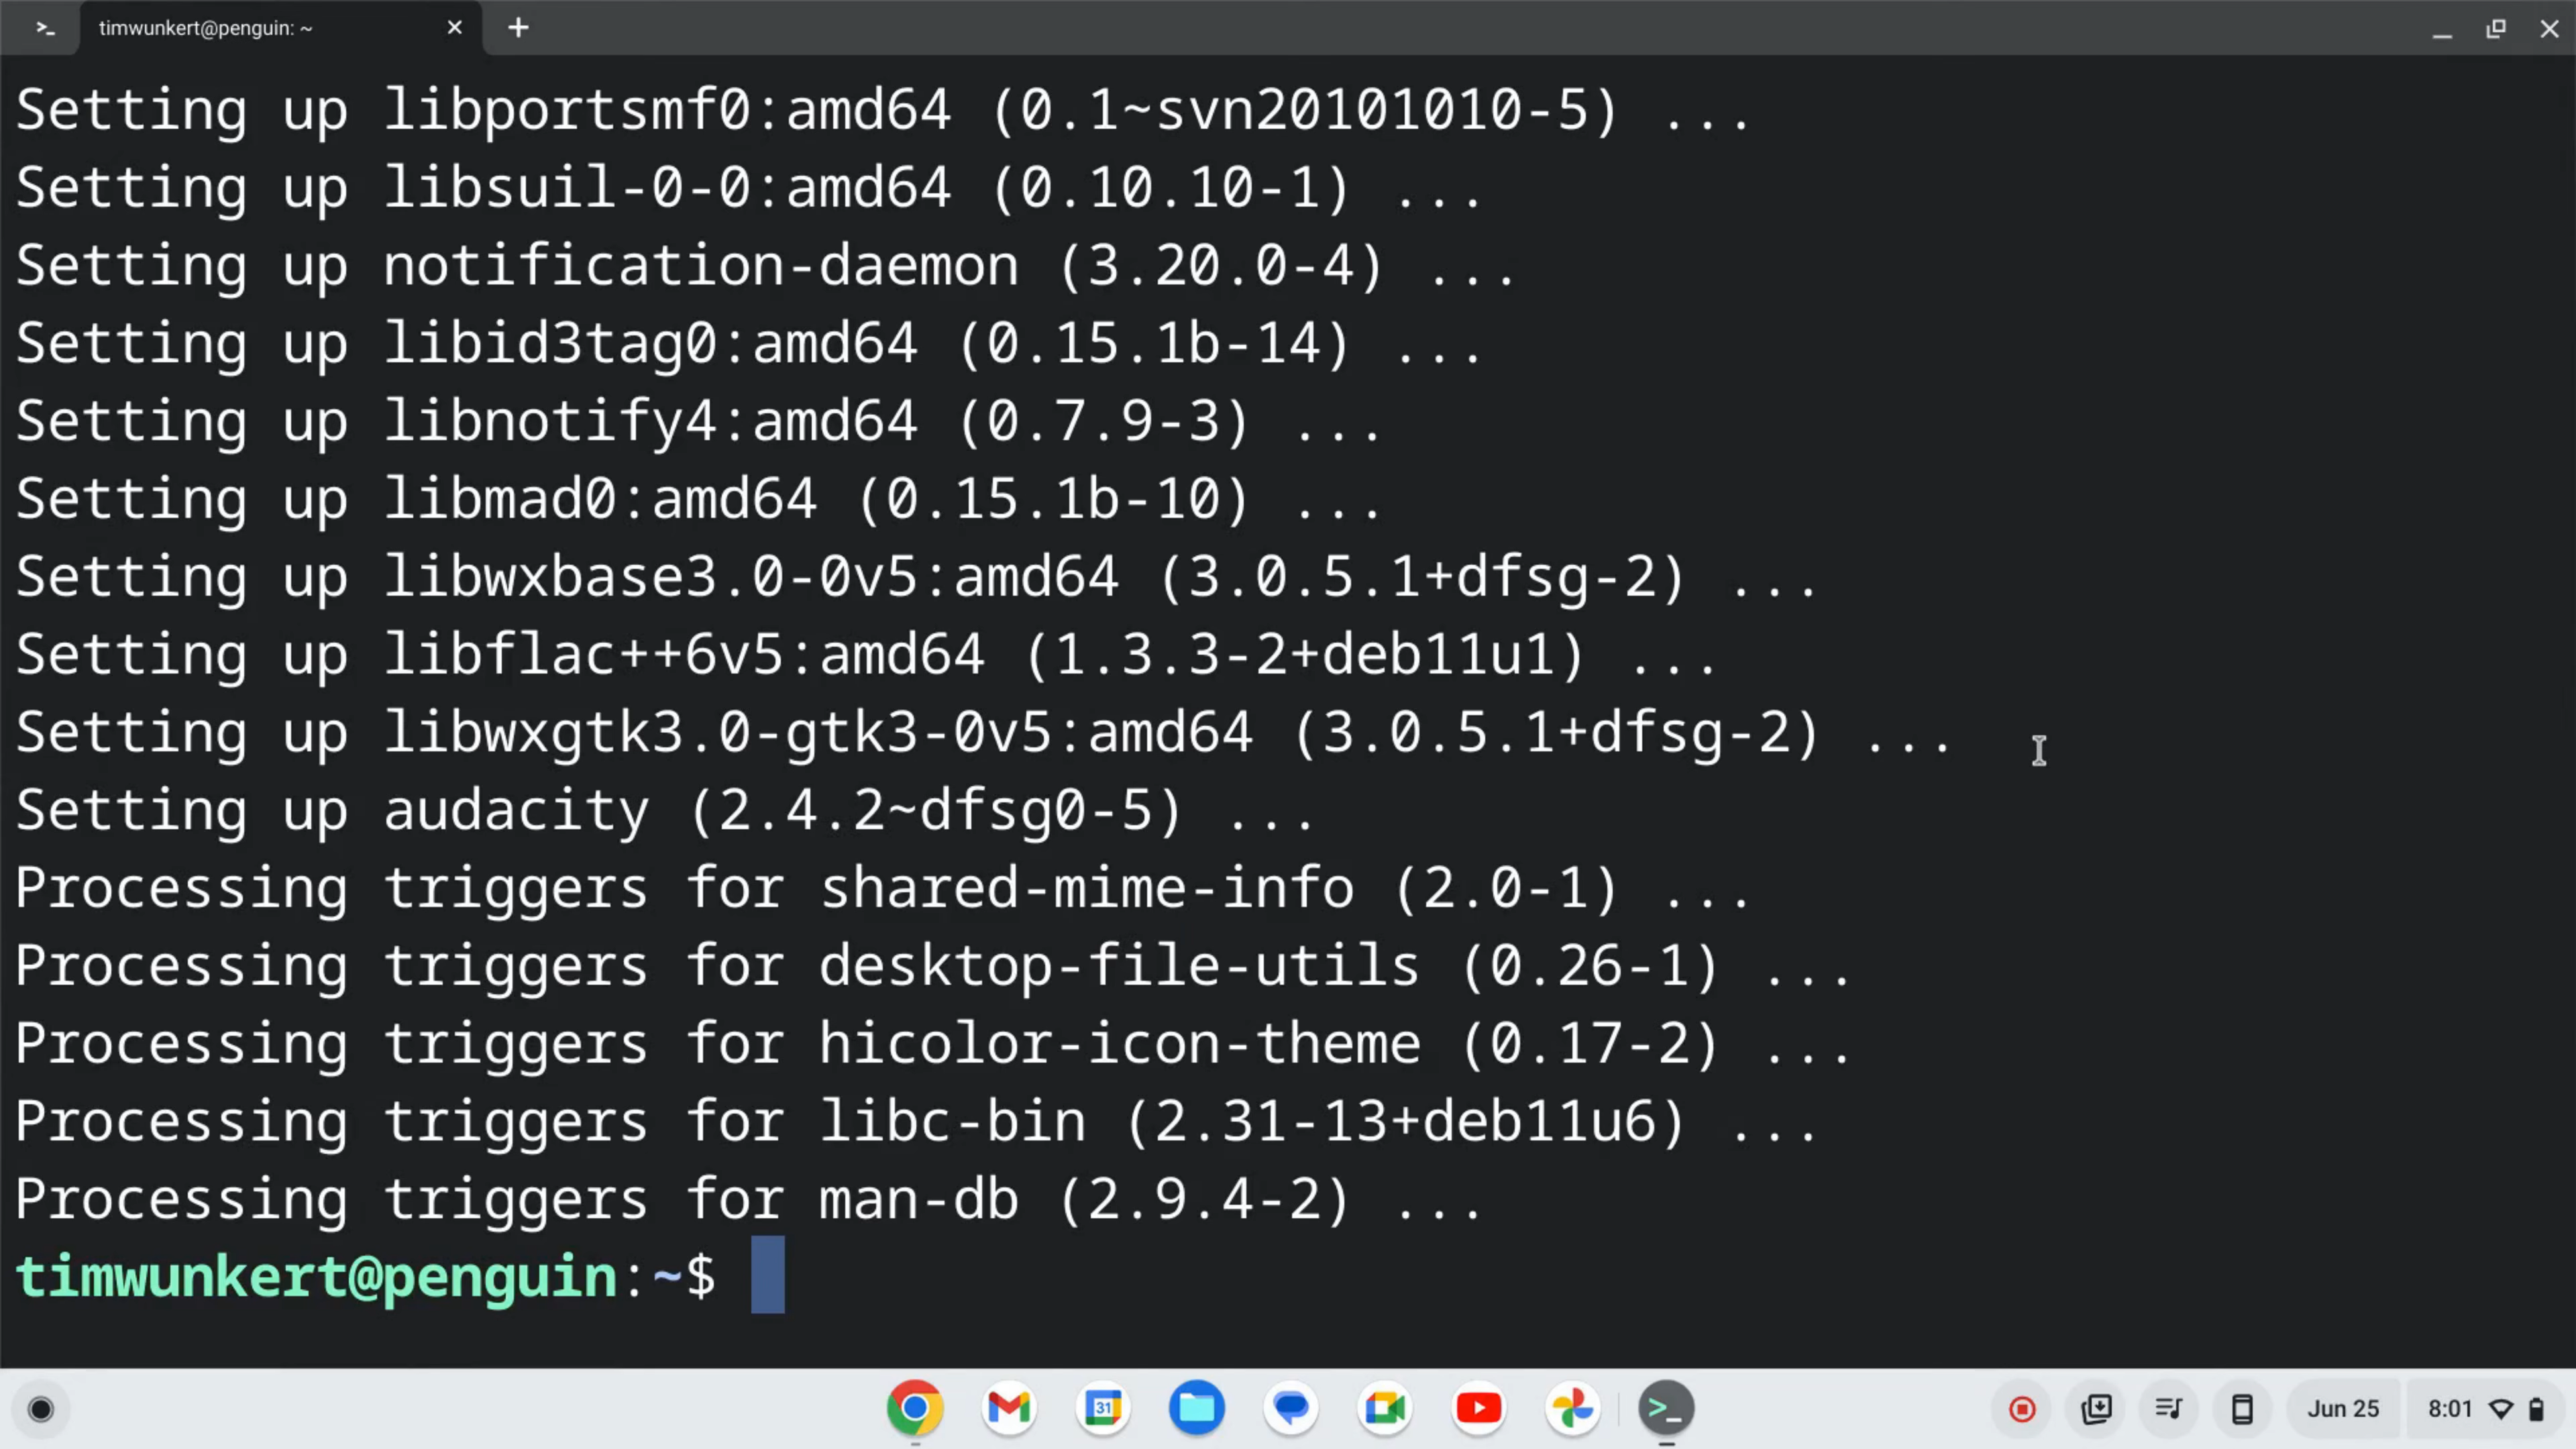 timwunkert@penguin: ~
Setting up libportsmf0:amd64 (0.1~svn20101010-5) ...
Setting up libsuil-0-0:amd64 (0.10.10-1) ...
Setting up notification-daemon (3.20.0-4) ...
Setting up libid3tag0:amd64 (0.15.1b-14) ...
Setting up libnotify4:amd64 (0.7.9-3) ...
Setting up libmad0:amd64 (0.15.1b-10) ...
Setting up libwxbase3.0-0v5:amd64 (3.0.5.1+dfsg-2) ...
Setting up libflac++6v5:amd64 (1.3.3-2+deb11u1) ...
Setting up libwxgtk3.0-gtk3-0v5:amd64 (3.0.5.1+dfsg-2) ...
Setting up audacity (2.4.2~dfsg0-5) ...
Processing triggers for shared-mime-info (2.0-1) ...
Processing triggers for desktop-file-utils (0.26-1) ...
Processing triggers for hicolor-icon-theme (0.17-2) ...
Processing triggers for libc-bin (2.31-13+deb11u6) ...
Processing triggers for man-db (2.9.4-2) ...
timwunkert@penguin:~$
31
Jun 25 8:01